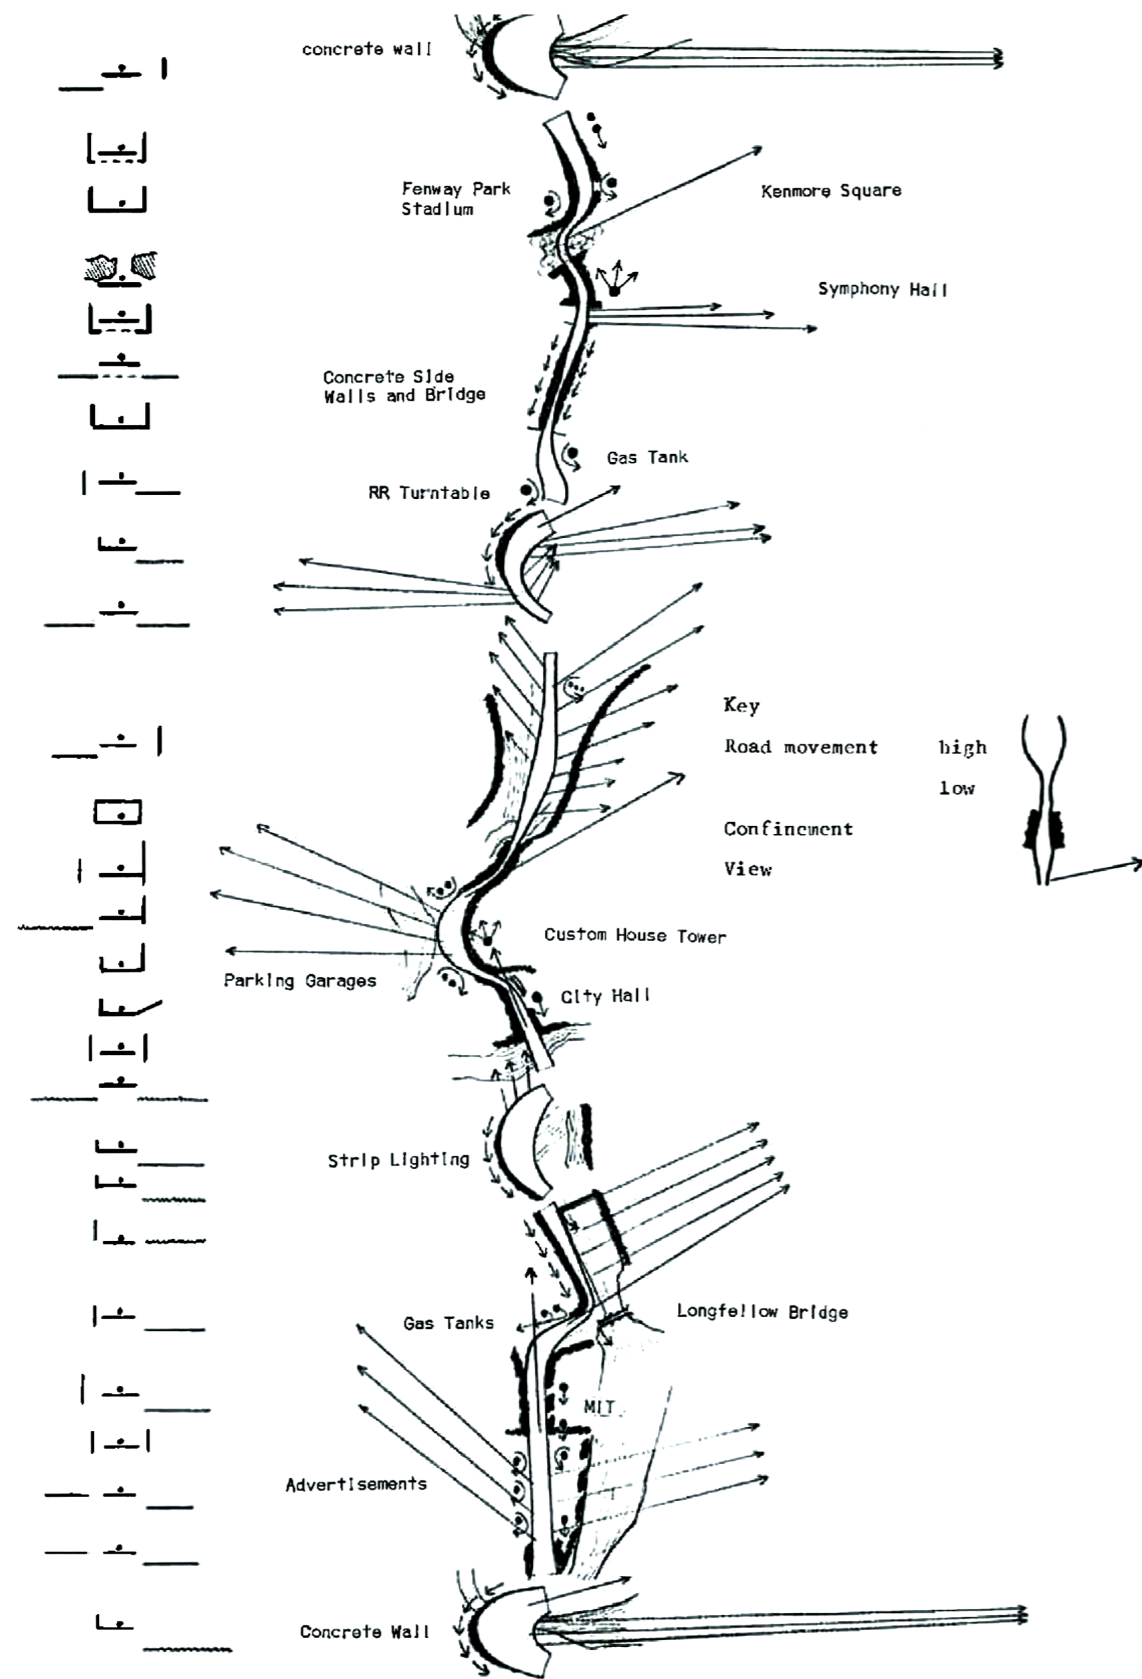 concrete wall
Fenway Park
Stadium
Kenmore Square
Symphony Hall
Concrete Side
Walls and Bridge
Gas Tank
RR Turntable
Key
Road movement high
low
Confinement
View
Custom House Tower
Parking Garages
City Hall
Strip Lighting
Gas Tanks
Longfellow Bridge
MIT
Advertisements
Concrete Wall